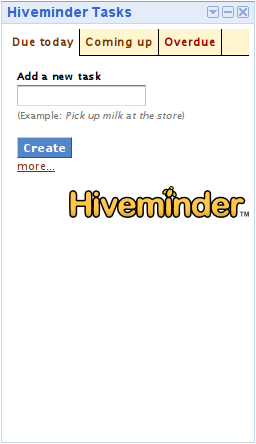 Hiveminder Tasks
Due today Coming up Overdue
Add a new task
(Example: Pick up milk at the store)
Create
more...
Hiveminder™